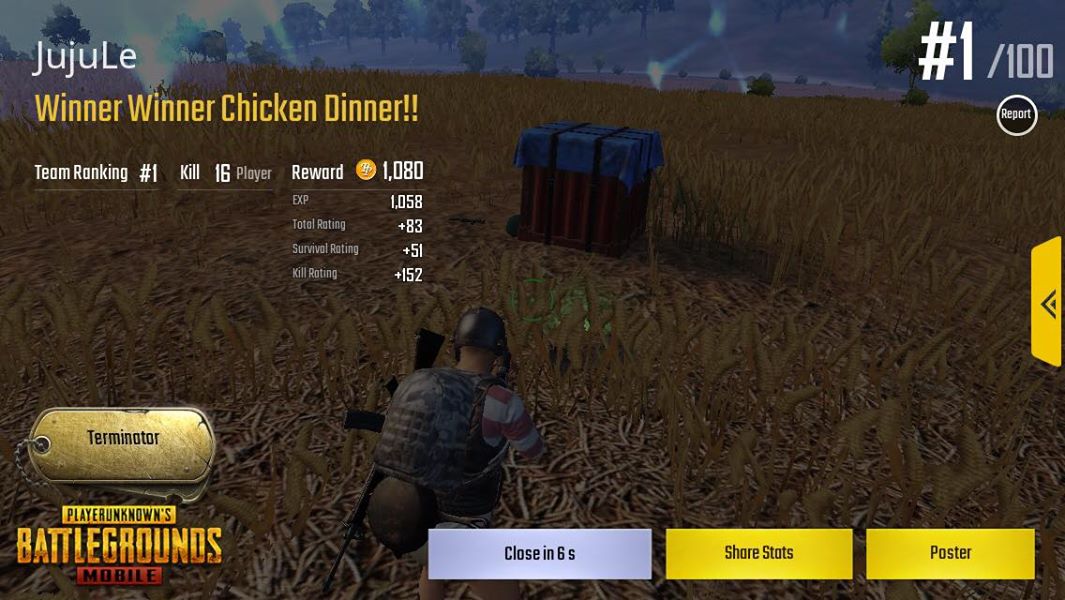 JujuLe
#1 /100
Winner Winner Chicken Dinner!!
Report
Team Ranking #1 Kill 16 Player Reward 1,080
EXP 1,058
Total Rating +83
Survival Rating +51
Kill Rating +152
Terminator
PLAYERUNKNOWN'S
BATTLEGROUNDS
MOBILE
Close in 6 s
Share Stats
Poster